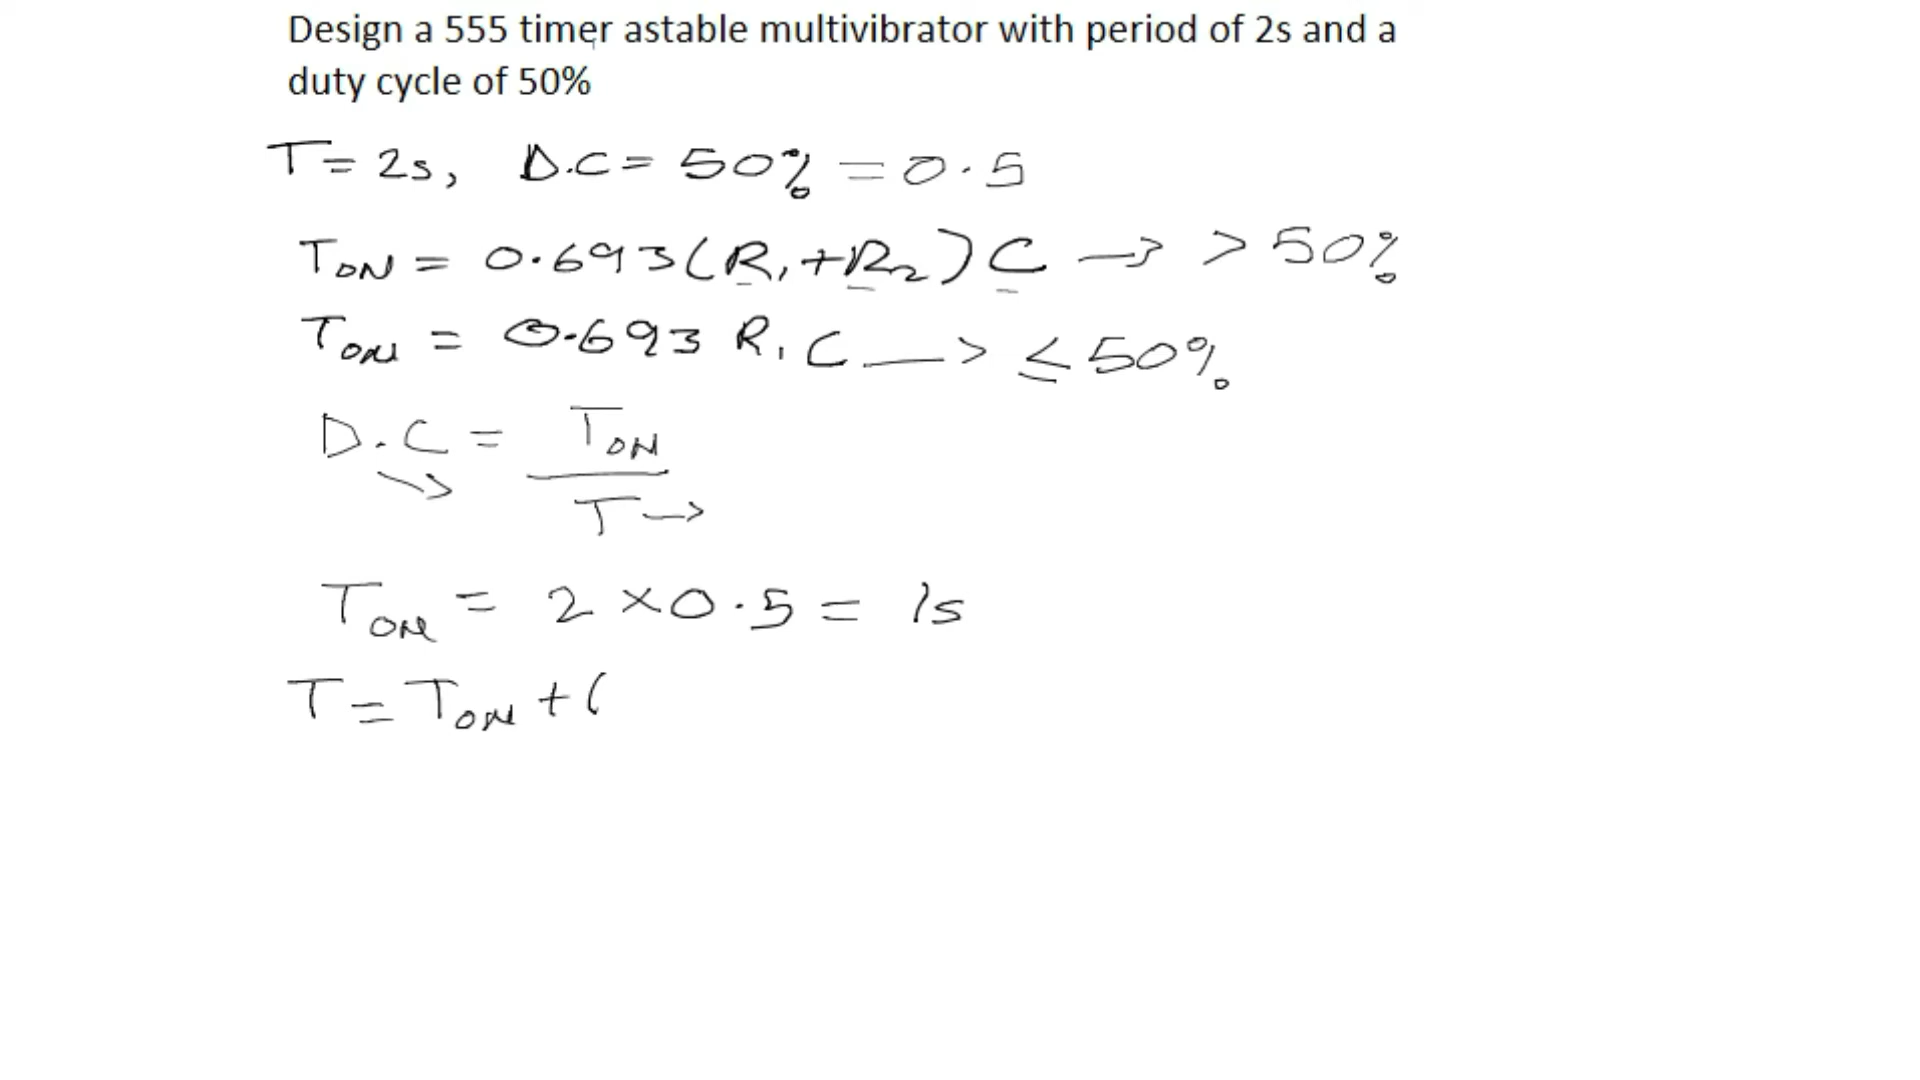 Design a 555 timer astable multivibrator with period of 2s and a
duty cycle of 50%
T = 2s, D.C = 50% = 0.5
TON = 0.693(R1+R2)C → > 50%
TON = 0.693 R1C → ≤ 50%
D.C = TON
T →
TON = 2 × 0.5 = 1s
T = TON + (